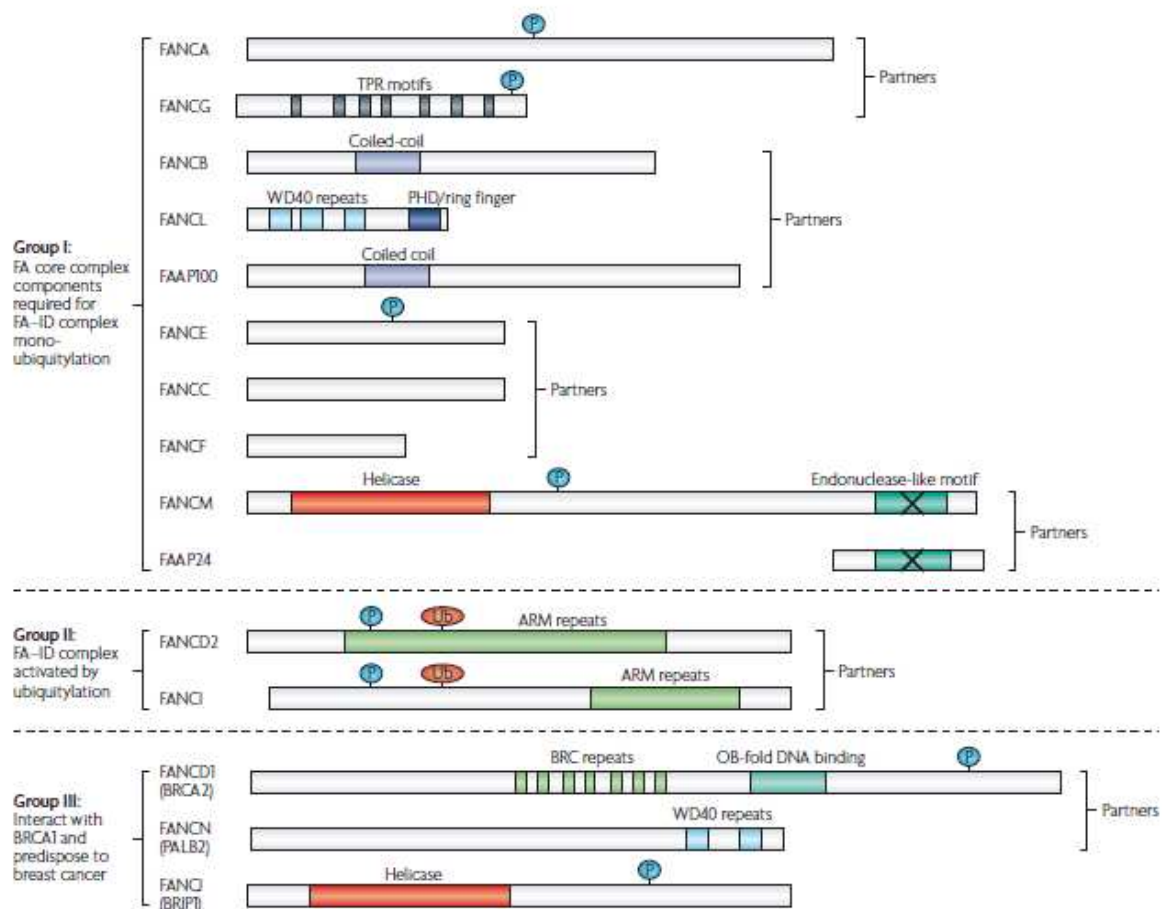 P
FANCA
Partners
TPR motifs
P
FANCG
Coiled-coil
FANCB
WD40 repeats
PHD/ring finger
FANCL
Partners
Group I:
FA core complex
components
required for
FA–ID complex
mono-
ubiquitylation
Coiled coil
FAAP100
P
FANCE
FANCC
Partners
FANCF
Helicase
P
Endonuclease-like motif
FANCM
Partners
FAAP24
Group II:
FA–ID complex
activated by
ubiquitylation
P
Ub
ARM repeats
FANCD2
Partners
P
Ub
ARM repeats
FANCI
Group III:
Interact with
BRCA1 and
predispose to
breast cancer
BRC repeats
OB-fold DNA binding
P
FANCD1
(BRCA2)
Partners
WD40 repeats
FANCN
(PALB2)
Helicase
P
FANCJ
(BRIP1)